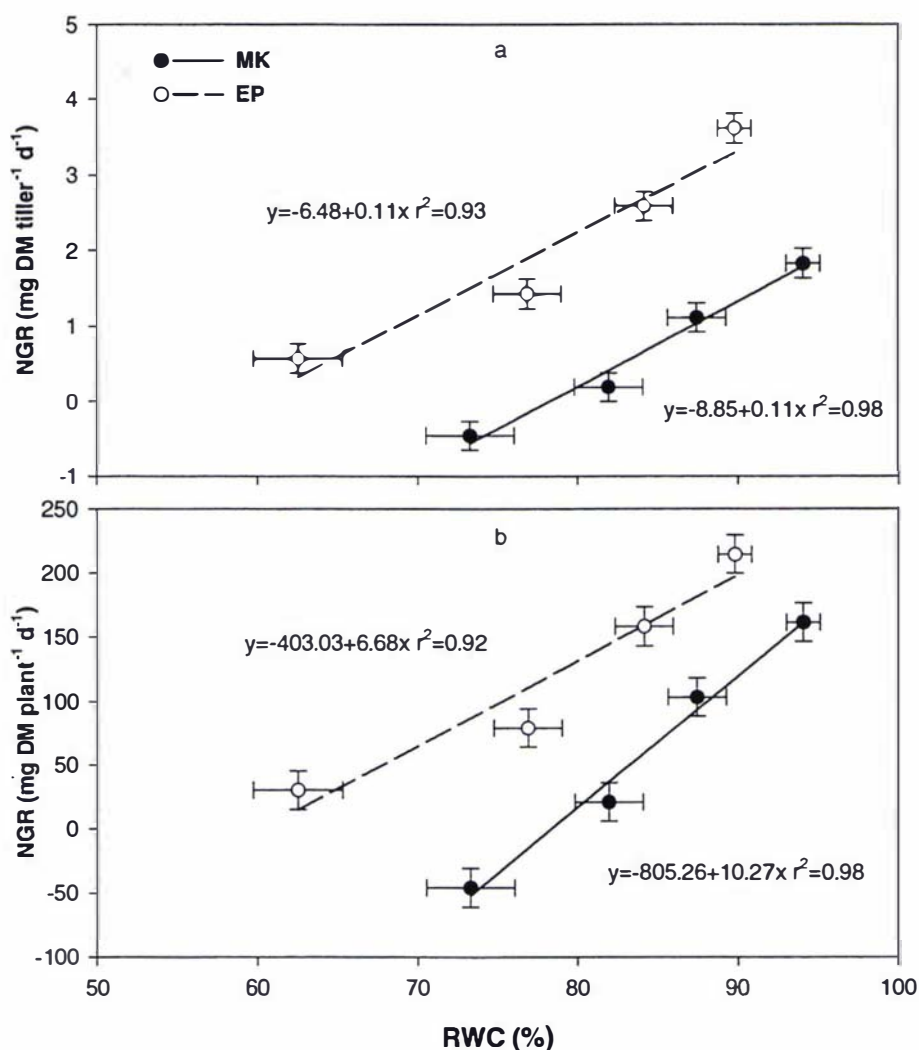 5
a
MK
EP
4
3
2
1
0
-1
NGR (mg DM tiller⁻¹ d⁻¹)
y=-6.48+0.11x r²=0.93
y=-8.85+0.11x r²=0.98
250
b
200
150
100
50
0
-50
-100
NGR (mg DM plant⁻¹ d⁻¹)
y=-403.03+6.68x r²=0.92
y=-805.26+10.27x r²=0.98
50 60 70 80 90 100
RWC (%)